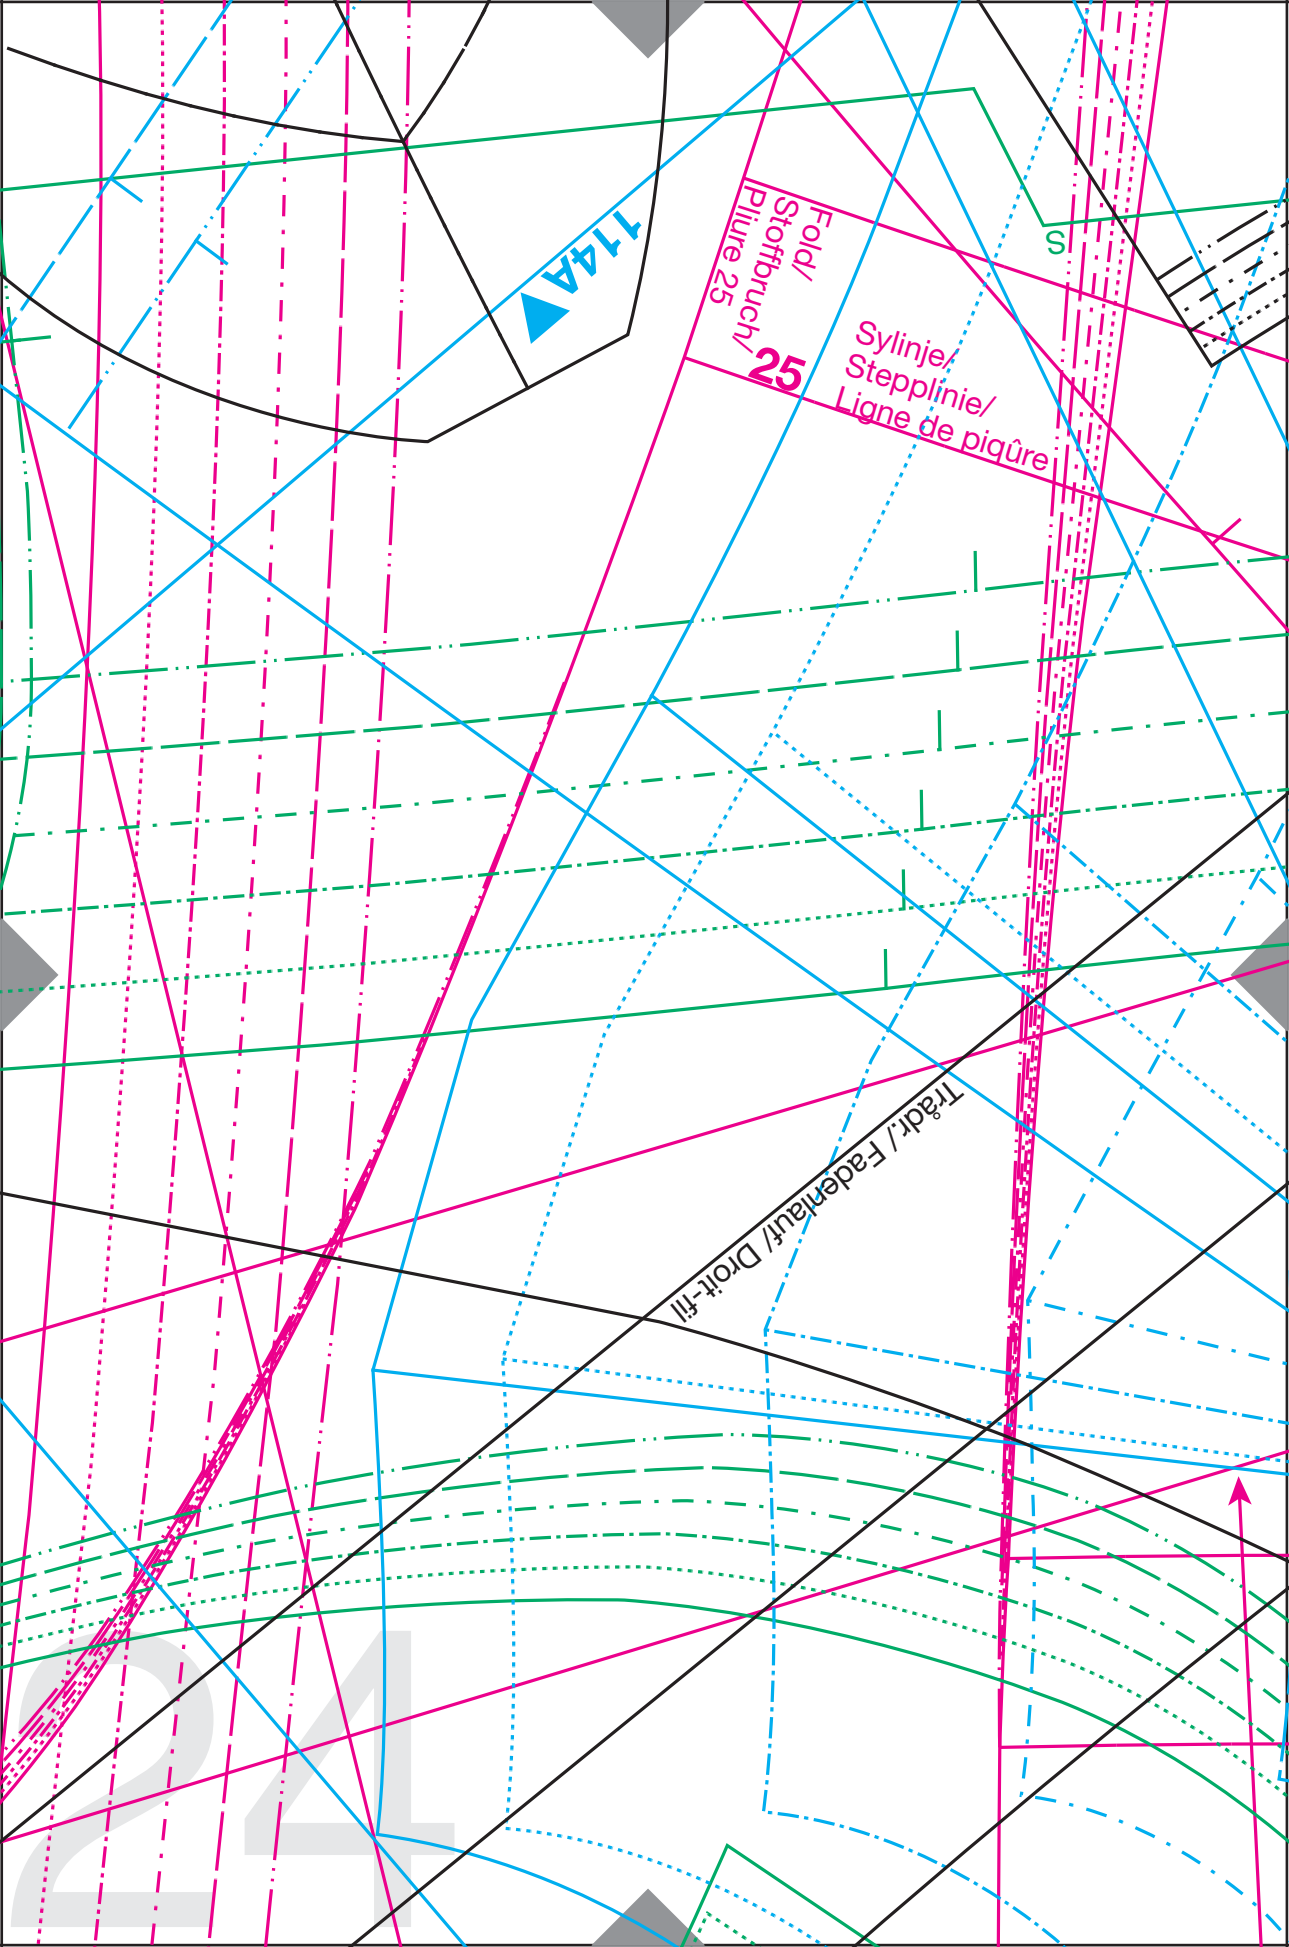 114A
Fold/
Stoffbruch/
Pliure 25
25
Sylinje/
Stepplinie/
Ligne de piqûre
S
Trådr./ Fadenlauf/ Droit-fil
24